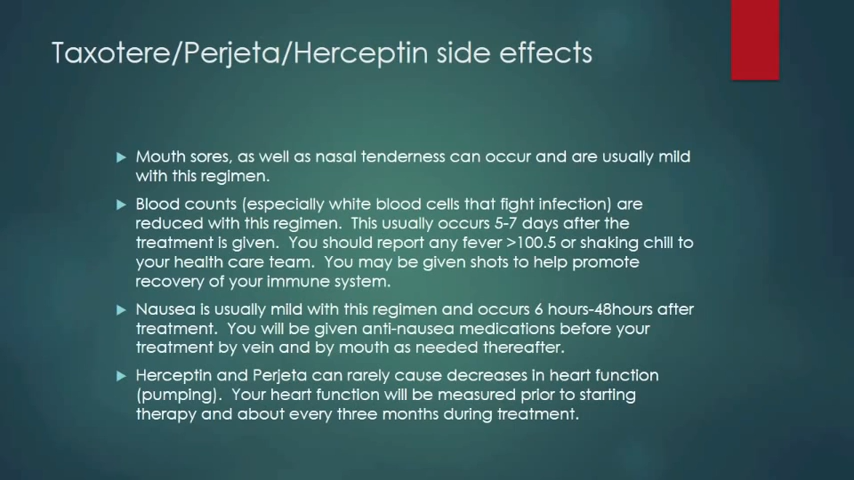 Taxotere/Perjeta/Herceptin side effects
Mouth sores, as well as nasal tenderness can occur and are usually mild
with this regimen.
Blood counts (especially white blood cells that fight infection) are
reduced with this regimen. This usually occurs 5-7 days after the
treatment is given. You should report any fever >100.5 or shaking chill to
your health care team. You may be given shots to help promote
recovery of your immune system.
Nausea is usually mild with this regimen and occurs 6 hours-48hours after
treatment. You will be given anti-nausea medications before your
treatment by vein and by mouth as needed thereafter.
Herceptin and Perjeta can rarely cause decreases in heart function
(pumping). Your heart function will be measured prior to starting
therapy and about every three months during treatment.